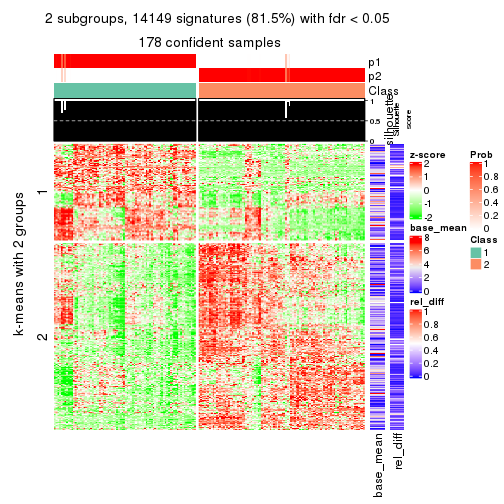 2 subgroups, 14149 signatures (81.5%) with fdr < 0.05
178 confident samples
p1
p2
Class
1
0.5
0
silhouette
Silhouette
score
k-means with 2 groups
1
2
base_mean
rel_diff
z-score
2
1
0
-1
-2
base_mean
8
6
4
2
0
rel_diff
1
0.8
0.6
0.4
0.2
0
Prob
1
0.8
0.6
0.4
0.2
0
Class
1
2